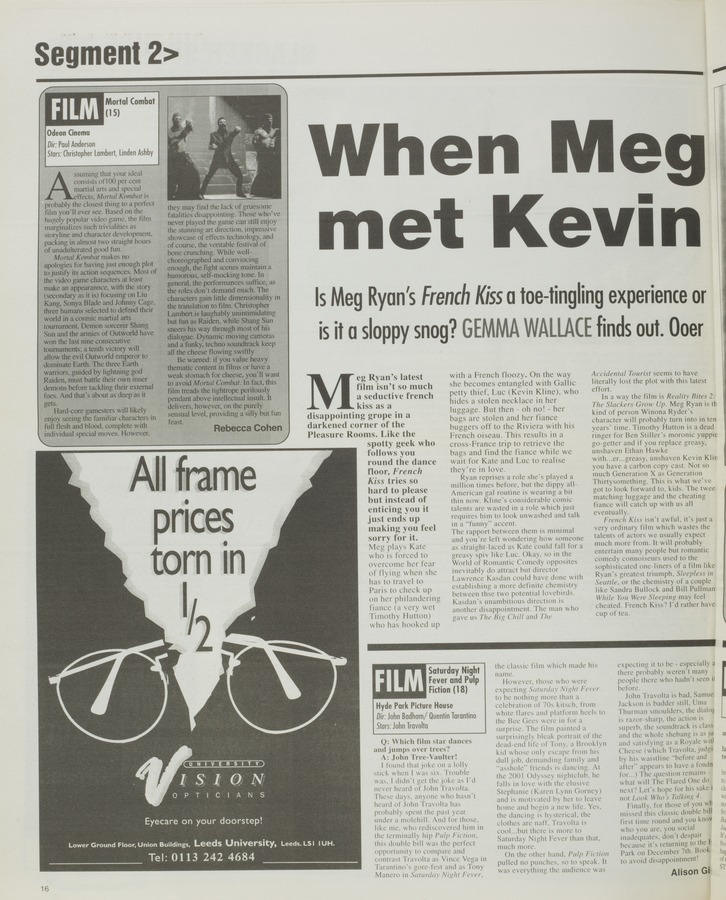 Segment 2>
FILM
Mortal Combat
(15)
Odeon Cinema
Dir: Paul Anderson
Stars: Christopher Lambert, Linden Ashby
Assuming that your ideal
consists of 100 per cent
martial arts and special
effects, Mortal Kombat is
probably the closest thing to a perfect
film you'll ever see. Based on the
hugely popular video game, the film
marginalizes such trivialities as
storyline and character development,
packing in almost two straight hours
of unadulterated good fun.
Mortal Kombat makes no
apologies for having just enough plot
to justify its action sequences. Most of
the video game characters at least
make an appearance, with the story
(secondary as it is) focusing on Liu
Kang, Sonya Blade and Johnny Cage,
three humans selected to defend their
world in a cosmic martial arts
tournament. Demon sorcerer Shang
Sun and the armies of Outworld have
won the last nine consecutive
tournaments; a tenth victory will
allow the evil Outworld emperor to
dominate Earth. The three Earth
warriors, guided by lightning god
Raiden, must battle their own inner
demons before tackling their external
foes. And that's about as deep as it
gets.
Hard-core gamesters will likely
enjoy seeing the familiar characters in
full flesh and blood, complete with
individual special moves. However,
they may find the lack of gruesome
fatalities disappointing. Those who've
never played the game can still enjoy
the stunning art direction, impressive
showcase of effects technology, and
of course, the veritable festival of
bone crunching. While well-
choreographed and convincing
enough, the fight scenes maintain a
humorous, self-mocking tone. In
general, the performances suffice, as
the roles don't demand much. The
characters gain little dimensionality in
the translation to film. Christopher
Lambert is laughably unintimidating
but fun as Raiden, while Shang Sun
sneers his way through most of his
dialogue. Dynamic moving cameras
and a funky, techno soundtrack keep
all the cheese flowing swiftly.
Be warned: if you value heavy
thematic content in films or have a
weak stomach for cheese, you'll want
to avoid Mortal Combat. In fact, this
film treads the tightrope perilously
pendant above intellectual insult. It
delivers, however, on the purely
sensual level, providing a silly but fun
feast.
Rebecca Cohen
When Meg
met Kevin
Is Meg Ryan's French Kiss a toe-tingling experience or
is it a sloppy snog? GEMMA WALLACE finds out. Ooer
Meg Ryan's latest
film isn't so much
a seductive french
kiss as a
disappointing grope in a
darkened corner of the
Pleasure Rooms. Like the
spotty geek who
follows you
round the dance
floor, French
Kiss tries so
hard to please
but instead of
enticing you it
just ends up
making you feel
sorry for it.
Meg plays Kate
who is forced to
overcome her fear
of flying when she
has to travel to
Paris to check up
on her philandering
fiance (a very wet
Timothy Hutton)
who has hooked up
with a French floozy. On the way
she becomes entangled with Gallic
petty thief, Luc (Kevin Kline), who
hides a stolen necklace in her
luggage. But then - oh no! - her
bags are stolen and her fiance
buggers off to the Riviera with his
French oiseau. This results in a
cross-France trip to retrieve the
bags and find the fiance while we
wait for Kate and Luc to realise
they're in love.
Ryan reprises a role she's played a
million times before, but the dippy all-
American gal routine is wearing a bit
thin now. Kline's considerable comic
talents are wasted in a role which just
requires him to look unwashed and talk
in a "funny" accent.
The rapport between them is minimal
and you're left wondering how someone
as straight-laced as Kate could fall for a
greasy spiv like Luc. Okay, so in the
World of Romantic Comedy opposites
inevitably do attract but director
Lawrence Kasdan could have done with
establishing a more definite chemistry
between thse two potential lovebirds.
Kasdan's unambitious direction is
another disappointment. The man who
gave us The Big Chill and The
Accidental Tourist seems to have
literally lost the plot with this latest
effort.
In a way the film is Reality Bites 2:
The Slackers Grow Up. Meg Ryan is th
kind of person Winona Ryder's
character will probably turn into in ten
years' time. Timothy Hutton is a dead
ringer for Ben Stiller's moronic yuppie
go-getter and if you replace greasy,
unshaven Ethan Hawke
with...er...greasy, unshaven Kevin Klin
you have a carbon copy cast. Not so
much Generation X as Generation
Thirtysomething. This is what we've
got to look forward to, kids. The twee
matching luggage and the cheating
fiance will catch up with us all
eventually.
French Kiss isn't awful, it's just a
very ordinary film which wastes the
talents of actors we usually expect
much more from. It will probably
entertain many people but romantic
comedy connoiseurs used to the
sophisticated one-liners of a film like
Ryan's greatest triumph, Sleepless in
Seattle, or the chemistry of a couple
like Sandra Bullock and Bill Pullman
While You Were Sleeping may feel
cheated. French Kiss? I'd rather have
cup of tea.
All frame
prices
torn in
1/2
UNIVERSITY
VISION
OPTICIANS
Eyecare on your doorstep!
Lower Ground Floor, Union Buildings, Leeds University, Leeds. LS1 1UH.
Tel: 0113 242 4684
FILM
Saturday Night
Fever and Pulp
Fiction (18)
Hyde Park Picture House
Dir: John Badham/ Quentin Tarantino
Stars: John Travolta
Q: Which film star dances
and jumps over trees?
A: John Tree-Vaulter!
I found that joke on a lolly
stick when I was six. Trouble
was, I didn't get the joke as I'd
never heard of John Travolta.
These days, anyone who hasn't
heard of John Travolta has
probably spent the past year
under a molehill. And for those,
like me, who rediscovered him in
the terminally hip Pulp Fiction,
this double bill was the perfect
opportunity to compare and
contrast Travolta as Vince Vega in
Tarantino's gore-fest and as Tony
Manero in Saturday Night Fever,
the classic film which made his
name.
However, those who were
expecting Saturday Night Fever
to be nothing more than a
celebration of 70s kitsch, from
white flares and platform heels to
the Bee Gees were in for a
surprise. The film painted a
surprisingly bleak portrait of the
dead-end life of Tony, a Brooklyn
kid whose only escape from his
dull job, demanding family and
"asshole" friends is dancing. At
the 2001 Odyssey nightclub, he
falls in love with the elusive
Stephanie (Karen Lynn Gorney)
and is motivated by her to leave
home and begin a new life. Yes,
the dancing is hysterical, the
clothes are naff, Travolta is
cool...but there is more to
Saturday Night Fever than that,
much more.
On the other hand, Pulp Fiction
pulled no punches, so to speak. It
was everything the audience was
expecting it to be - especially a
there probably weren't many
people there who hadn't seen i
before.
John Travolta is bad, Samue
Jackson is badder still, Uma
Thurman smoulders, the dialog
is razor-sharp, the action is
superb, the soundtrack is class
and the whole shebang is as
and satisfying as a Royale wit
Cheese (which Travolta, judgi
by his waistline "before and
after" appears to have a fondn
for...) The question remains
what will The Flared One do
next? Let's hope for his sake
not Look Who's Talking 4.
Finally, for those of you wh
missed this classic double bill
first time round and you know
who you are, you social
inadequates, don't despair
because it's returning to the
Park on December 7th. Book
to avoid disappointment!
Alison Gi
16